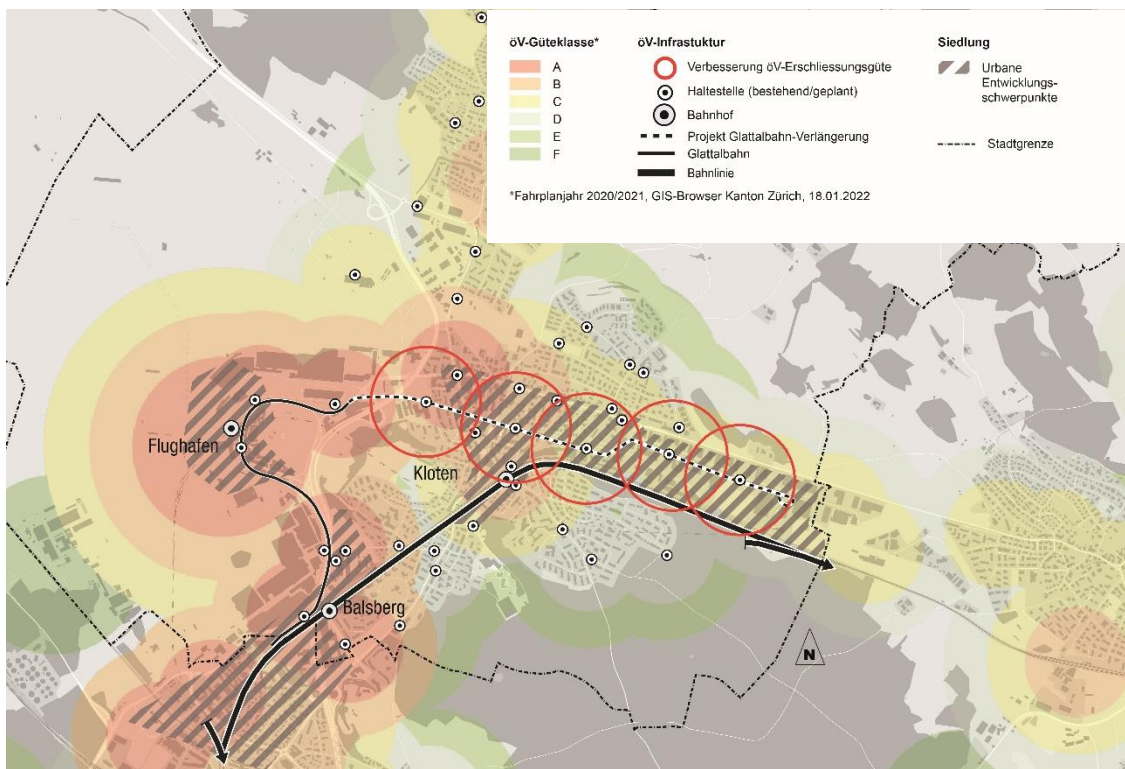 öV-Güteklasse*
A
B
C
D
E
F
öV-Infrastuktur
Verbesserung öV-Erschliessungsgüte
Haltestelle (bestehend/geplant)
Bahnhof
Projekt Glattalbahn-Verlängerung
Glattalbahn
Bahnlinie
Siedlung
Urbane
Entwicklungs-
schwerpunkte
Stadtgrenze
*Fahrplanjahr 2020/2021, GIS-Browser Kanton Zürich, 18.01.2022
Flughafen
Kloten
Balsberg
N